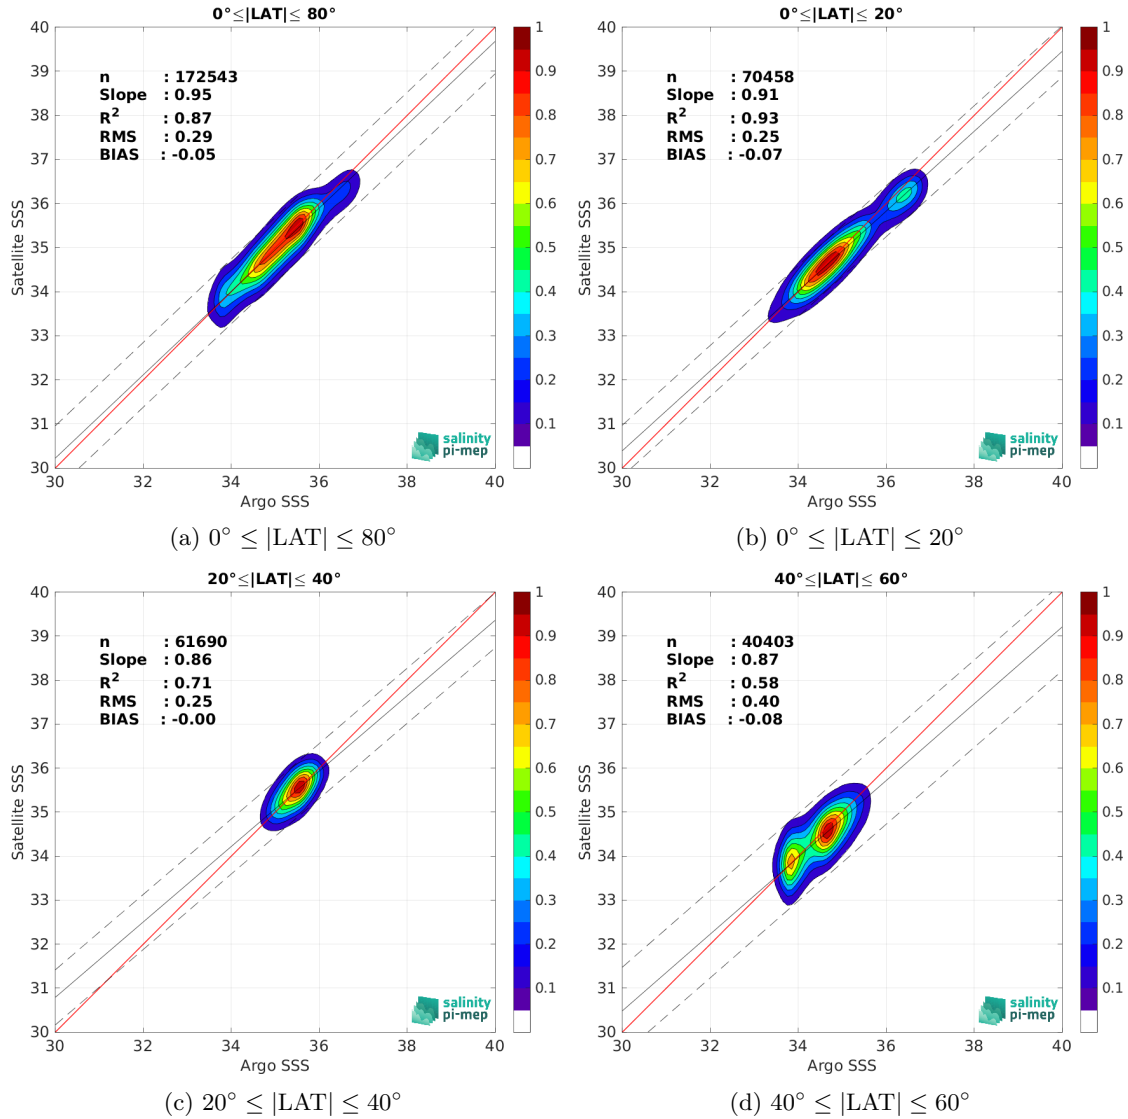 0°≤|LAT|≤ 80°
40
39
38
37
36
35
34
33
32
31
30
30
32
34
36
38
40
Satellite SSS
Argo SSS
n : 172543
Slope : 0.95
R² : 0.87
RMS : 0.29
BIAS : -0.05
salinity
pi-mep
1
0.9
0.8
0.7
0.6
0.5
0.4
0.3
0.2
0.1
(a) 0° ≤ |LAT| ≤ 80°
0°≤|LAT|≤ 20°
40
39
38
37
36
35
34
33
32
31
30
30
32
34
36
38
40
Satellite SSS
Argo SSS
n : 70458
Slope : 0.91
R² : 0.93
RMS : 0.25
BIAS : -0.07
salinity
pi-mep
1
0.9
0.8
0.7
0.6
0.5
0.4
0.3
0.2
0.1
(b) 0° ≤ |LAT| ≤ 20°
20°≤|LAT|≤ 40°
40
39
38
37
36
35
34
33
32
31
30
30
32
34
36
38
40
Satellite SSS
Argo SSS
n : 61690
Slope : 0.86
R² : 0.71
RMS : 0.25
BIAS : -0.00
salinity
pi-mep
1
0.9
0.8
0.7
0.6
0.5
0.4
0.3
0.2
0.1
(c) 20° ≤ |LAT| ≤ 40°
40°≤|LAT|≤ 60°
40
39
38
37
36
35
34
33
32
31
30
30
32
34
36
38
40
Satellite SSS
Argo SSS
n : 40403
Slope : 0.87
R² : 0.58
RMS : 0.40
BIAS : -0.08
salinity
pi-mep
1
0.9
0.8
0.7
0.6
0.5
0.4
0.3
0.2
0.1
(d) 40° ≤ |LAT| ≤ 60°